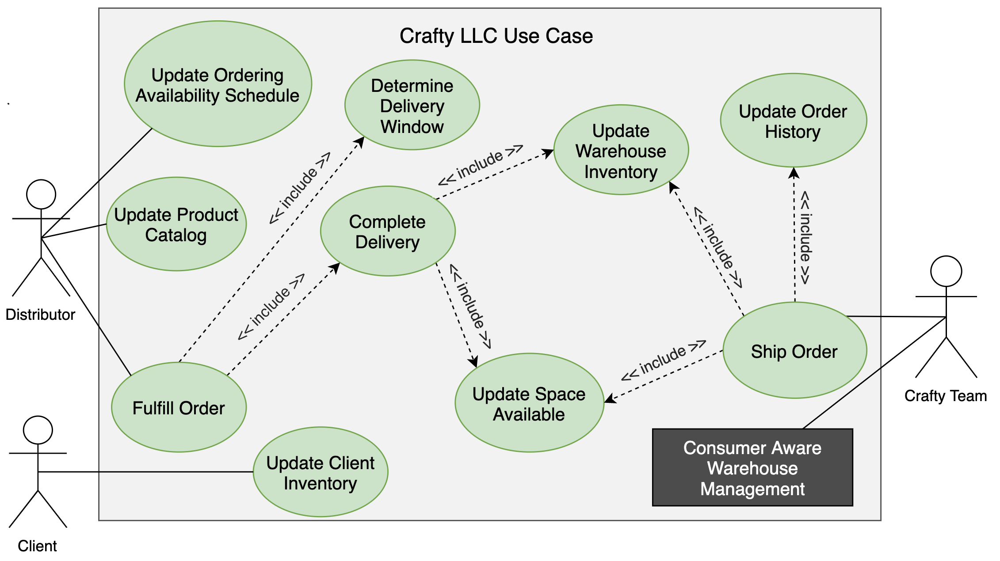 Crafty LLC Use Case
Update Ordering
Availability Schedule
Determine
Delivery
Window
Update
Warehouse
Inventory
Update Order
History
<< include >>
<< include >>
Update Product
Catalog
Complete
Delivery
<< include >>
<< include >>
<< include >>
<< include >>
Distributor
<< include >>
Ship Order
Crafty Team
Fulfill Order
Update Space
Available
Update Client
Inventory
Consumer Aware
Warehouse
Management
Client